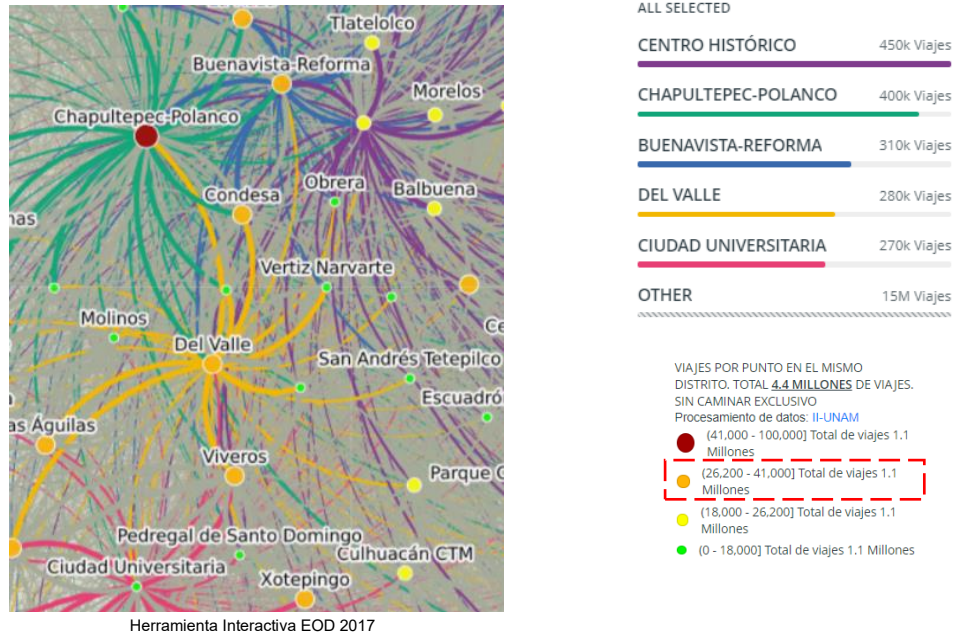 Tlatelolco
Buenavista-Reforma
Morelos
Chapultepec-Polanco
Condesa
Obrera
Balbuena
nas
Vertiz Narvarte
Molinos
Ce
Del Valle
San Andrés Tetepilco
Escuadró
as Águilas
Viveros
Parque C
Pedregal de Santo Domingo
Culhuacán CTM
Ciudad Universitaria
Xotepingo
Herramienta Interactiva EOD 2017
ALL SELECTED
CENTRO HISTÓRICO 450k Viajes
CHAPULTEPEC-POLANCO 400k Viajes
BUENAVISTA-REFORMA 310k Viajes
DEL VALLE 280k Viajes
CIUDAD UNIVERSITARIA 270k Viajes
OTHER 15M Viajes
VIAJES POR PUNTO EN EL MISMO
DISTRITO. TOTAL 4.4 MILLONES DE VIAJES.
SIN CAMINAR EXCLUSIVO
Procesamiento de datos: II-UNAM
(41,000 - 100,000] Total de viajes 1.1
Millones
(26,200 - 41,000] Total de viajes 1.1
Millones
(18,000 - 26,200] Total de viajes 1.1
Millones
(0 - 18,000] Total de viajes 1.1 Millones